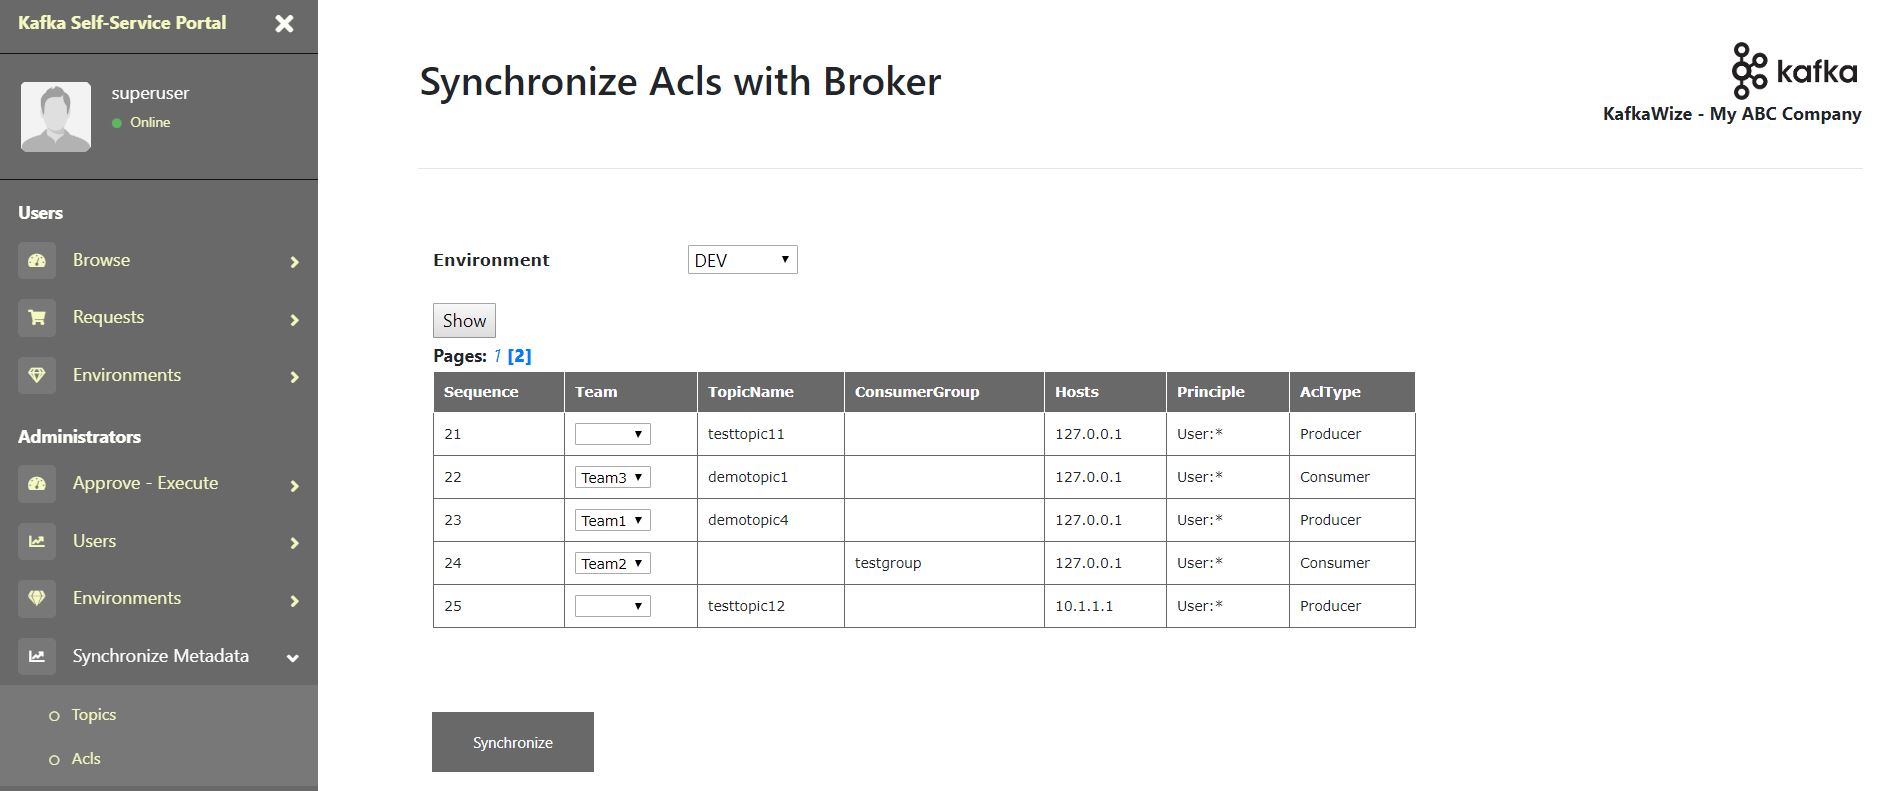 Kafka Self-Service Portal
superuser
Online
Users
Browse
Requests
Environments
Administrators
Approve - Execute
Users
Environments
Synchronize Metadata
Topics
Acls
Synchronize Acls with Broker
kafka
KafkaWize - My ABC Company
Environment DEV
Show
Pages: 1 [2]
Sequence Team TopicName ConsumerGroup Hosts Principle AclType
21 testtopic11 127.0.0.1 User:* Producer
22 Team3 demotopic1 127.0.0.1 User:* Consumer
23 Team1 demotopic4 127.0.0.1 User:* Producer
24 Team2 testgroup 127.0.0.1 User:* Consumer
25 testtopic12 10.1.1.1 User:* Producer
Synchronize